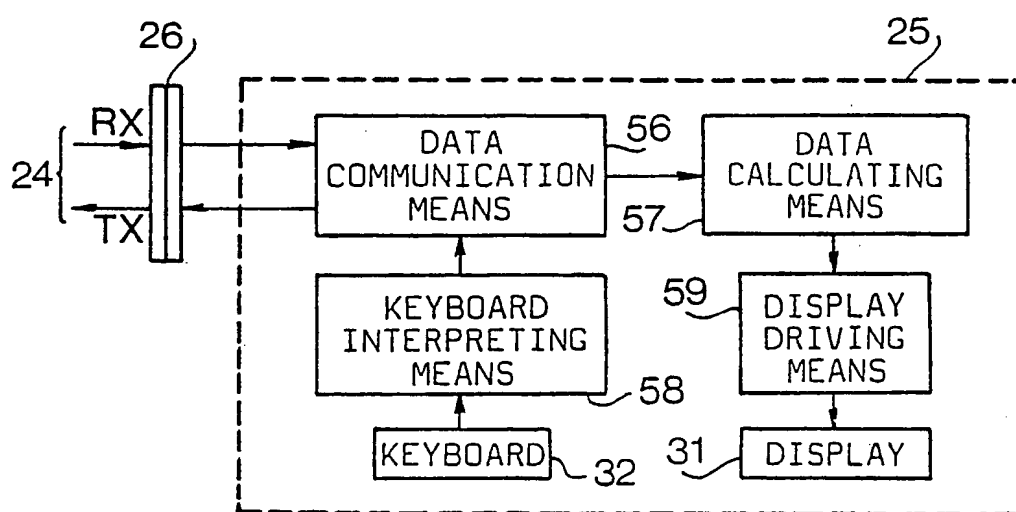 26
25
RX
24
TX
DATA
COMMUNICATION
MEANS
56
DATA
CALCULATING
MEANS
57
KEYBOARD
INTERPRETING
MEANS
58
59
DISPLAY
DRIVING
MEANS
KEYBOARD
32
31
DISPLAY